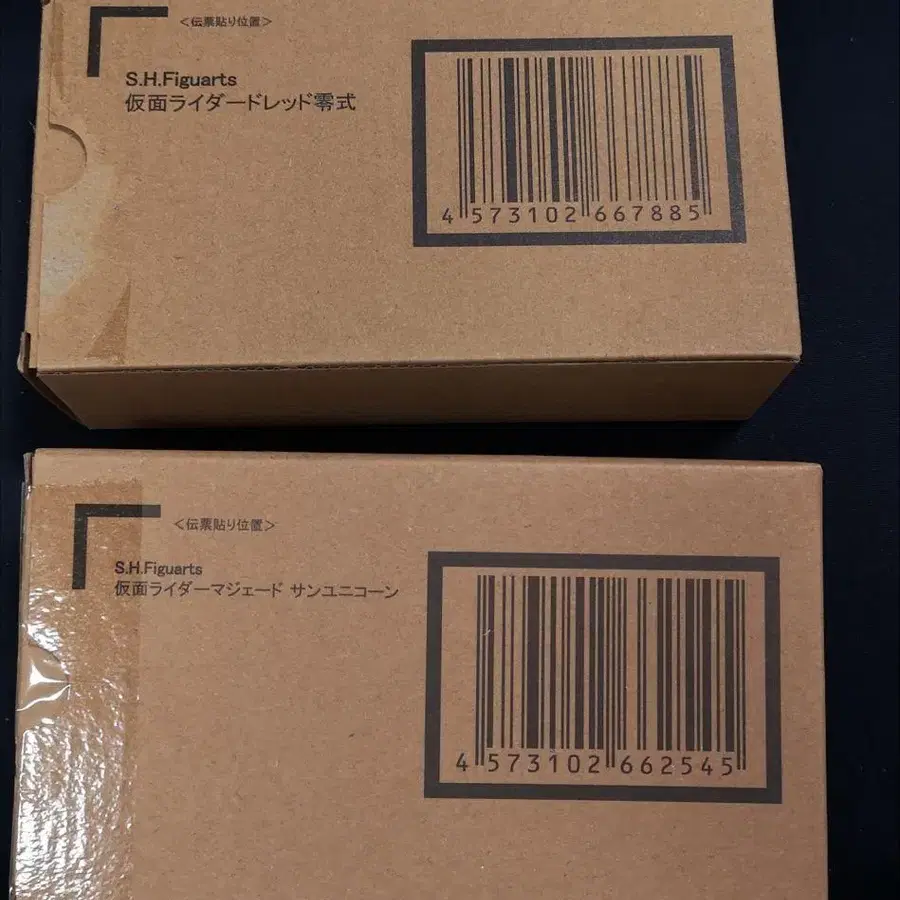 ＜伝票貼り位置＞
S.H.Figuarts
仮面ライダードレッド零式
4 573102 667885
＜伝票貼り位置＞
S.H.Figuarts
仮面ライダーマジェード サンユニコーン
4 573102 662545